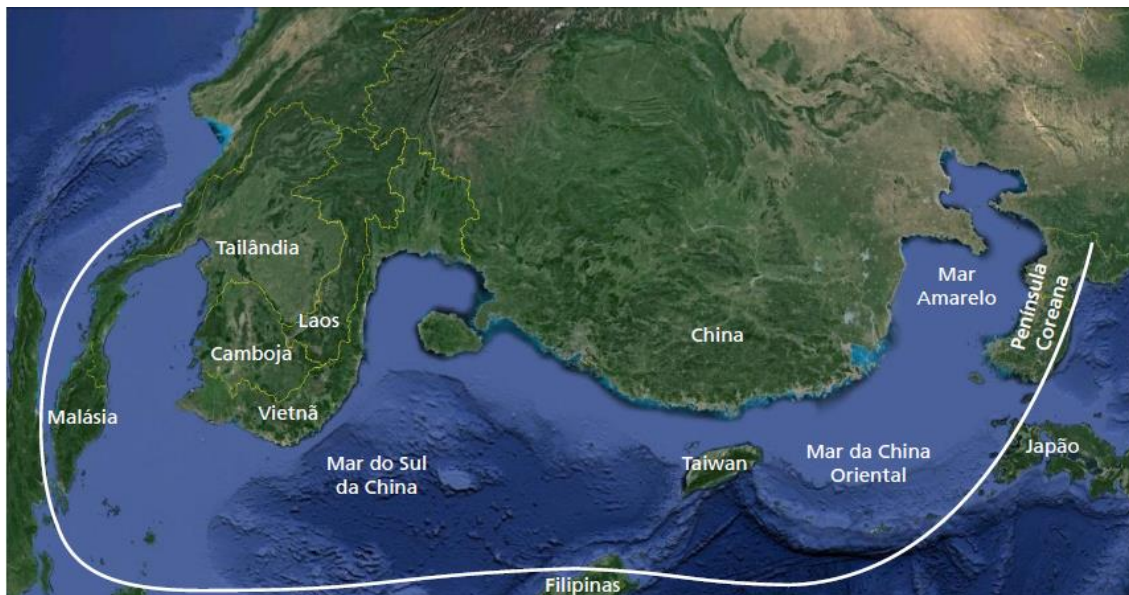 Tailândia
Laos
Camboja
Vietnã
Malásia
Mar do Sul
da China
China
Taiwan
Filipinas
Mar da China
Oriental
Mar
Amarelo
Península
Coreana
Japão